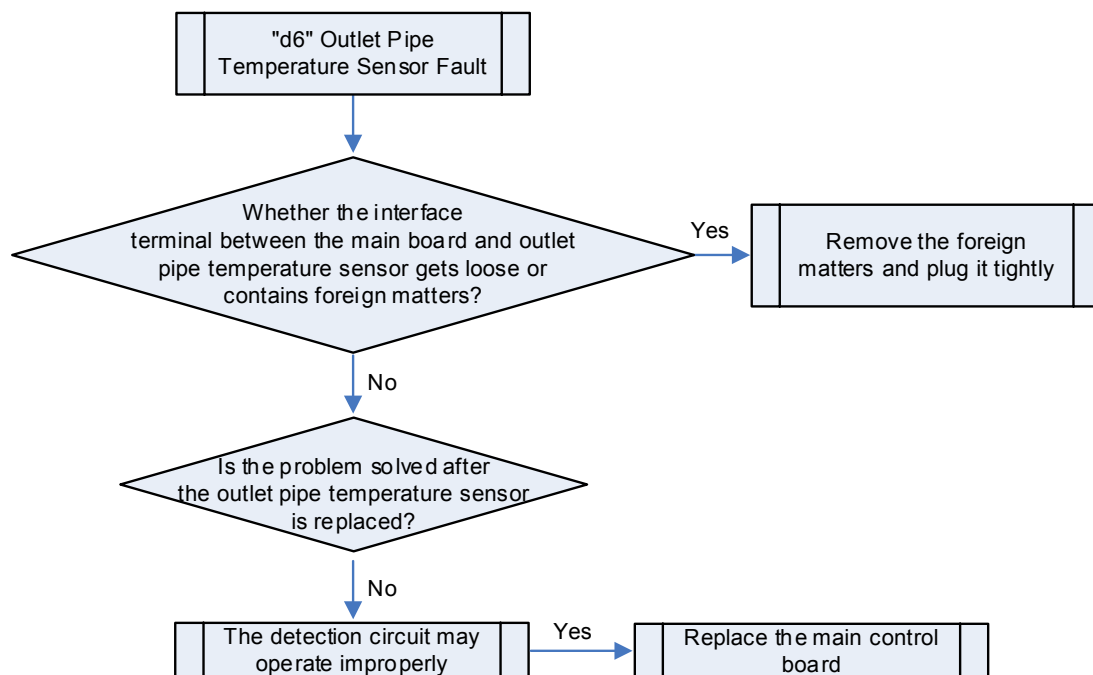 "d6" Outlet Pipe
Temperature Sensor Fault
Whether the interface
terminal between the main board and outlet
pipe temperature sensor gets loose or
contains foreign matters?
Yes
Remove the foreign
matters and plug it tightly
No
Is the problem solved after
the outlet pipe temperature sensor
is replaced?
No
The detection circuit may
operate improperly
Yes
Replace the main control
board